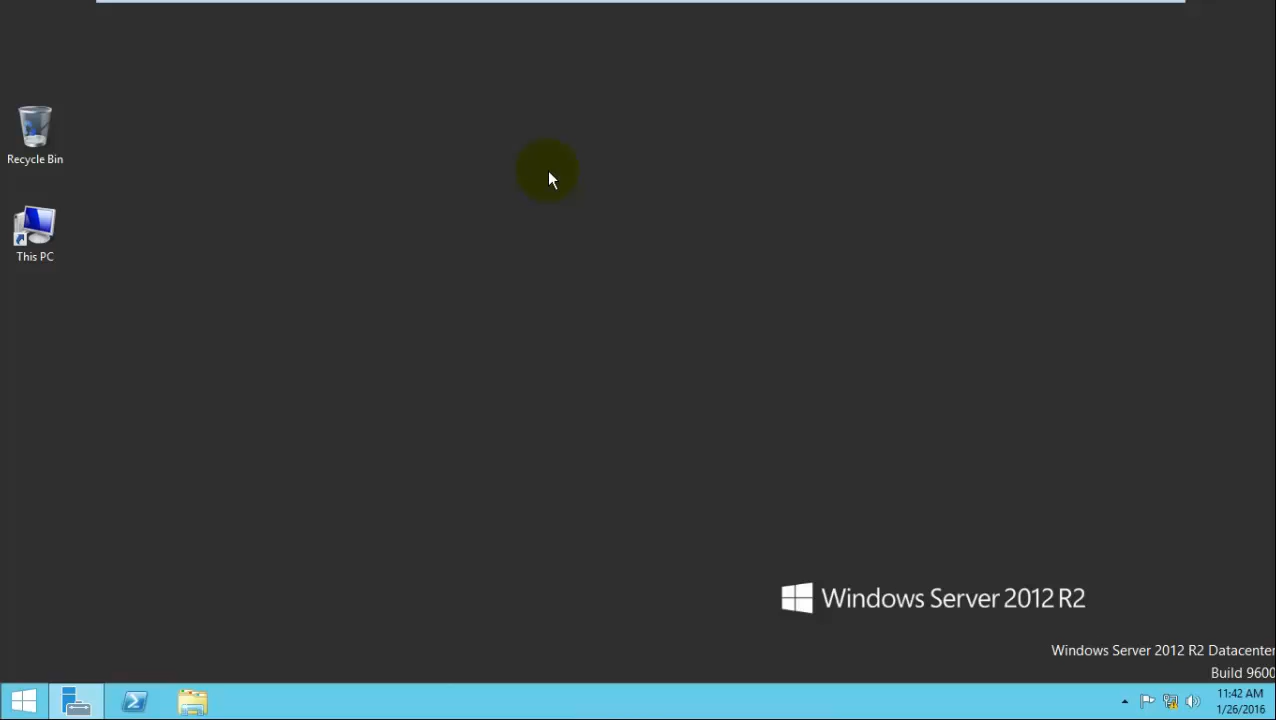 Recycle Bin
This PC
Windows Server 2012 R2
Windows Server 2012 R2 Datacenter
Build 9600
11:42 AM
1/26/2016